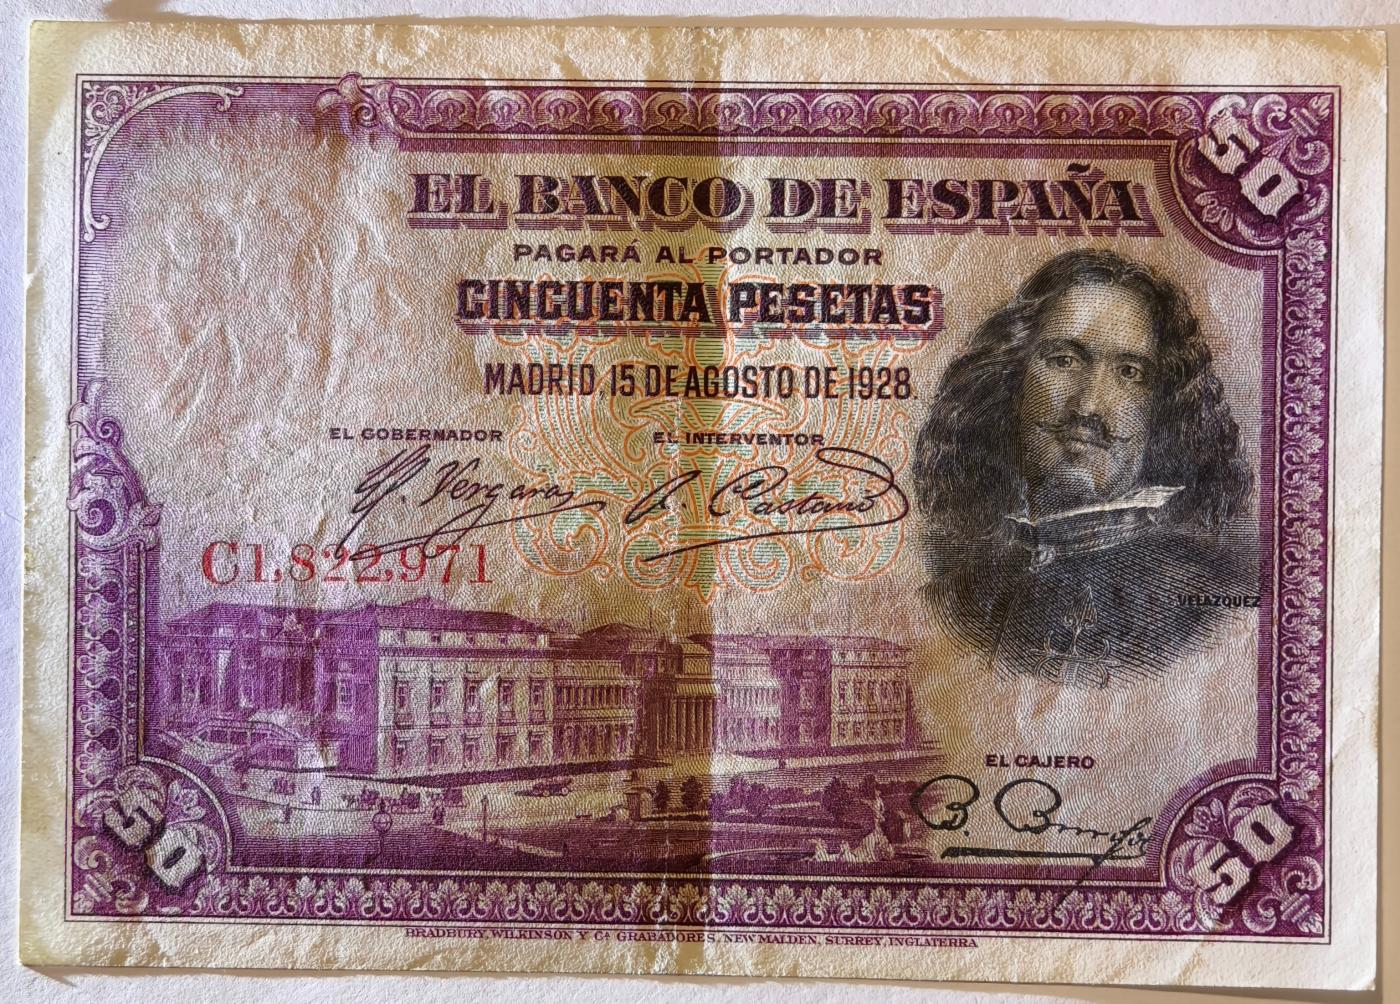 50
EL BANCO DE ESPAÑA
PAGARÁ AL PORTADOR
CINCUENTA PESETAS
MADRID 15 DE AGOSTO DE 1928.
EL GOBERNADOR EL INTERVENTOR
Vergara
C1,822,971
VELAZQUEZ
EL CAJERO
B.
50
50
BRADBURY, WILKINSON Y Cª GRABADORES, NEW MALDEN, SURREY, INGLATERRA